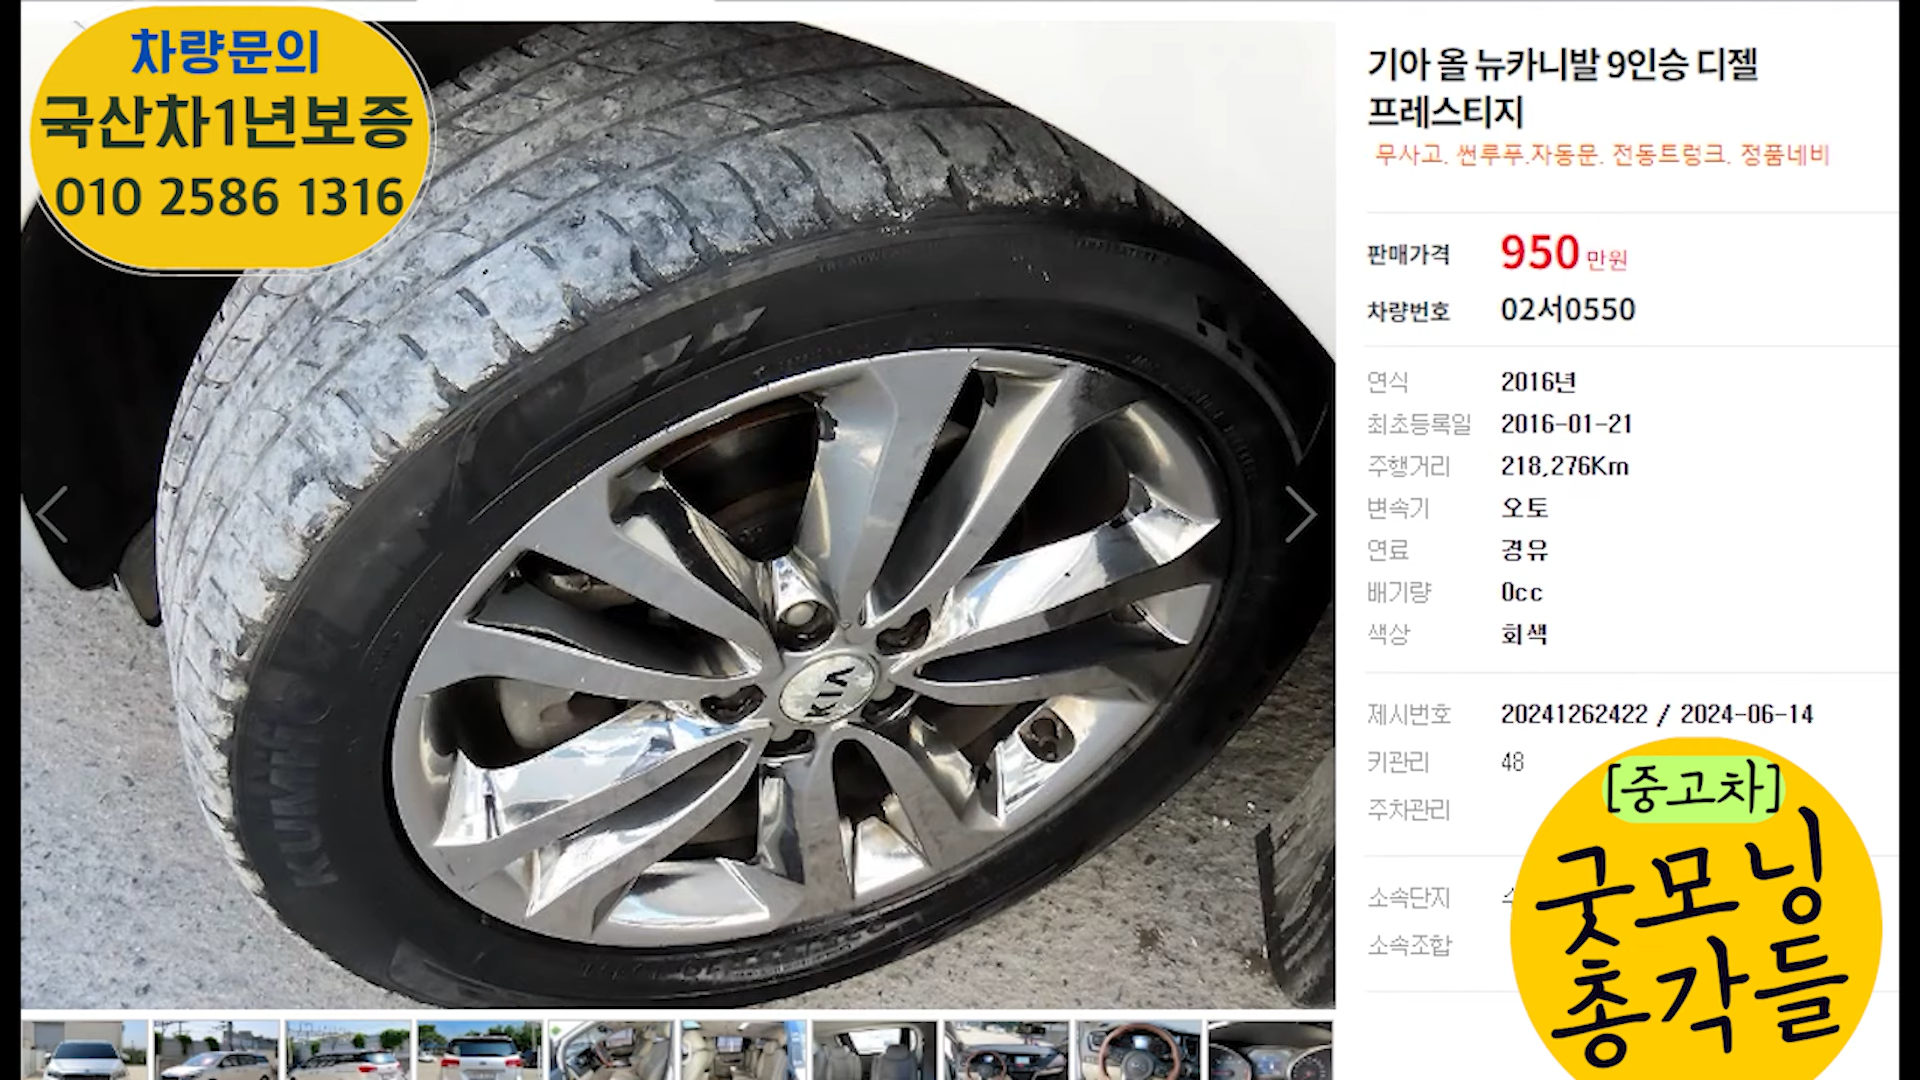 차량문의
국산차1년보증
010 2586 1316
기아 올 뉴카니발 9인승 디젤
프레스티지
무사고. 썬루푸.자동문. 전동트렁크. 정품네비
판매가격 950 만원
차량번호 02서0550
연식 2016년
최초등록일 2016-01-21
주행거리 218,276Km
변속기 오토
연료 경유
배기량 0cc
색상 회색
제시번호 20241262422 / 2024-06-14
키관리 48
주차관리
소속단지
소속조합
[중고차]
굿모닝
총각들
KIA
KUMHO
TREADWEAR